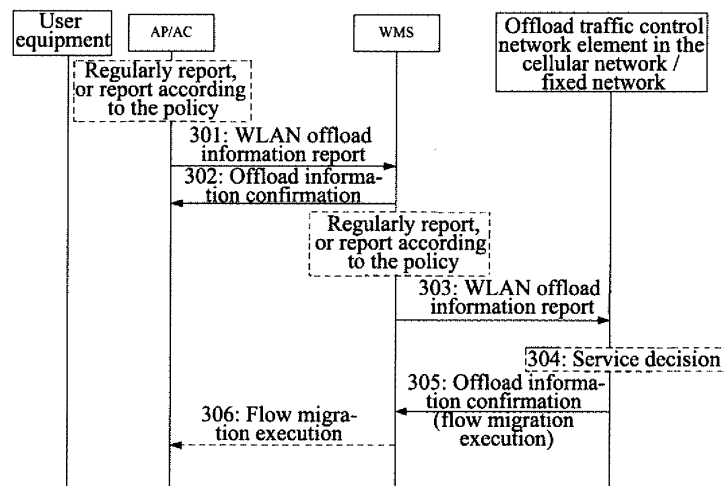 User
equipment
AP/AC
WMS
Offload traffic control
network element in the
cellular network /
fixed network
Regularly report,
or report according
to the policy
301: WLAN offload
information report
302: Offload informa-
tion confirmation
Regularly report,
or report according
to the policy
303: WLAN offload
information report
304: Service decision
305: Offload informa-
tion confirmation
(flow migration
execution)
306: Flow migra-
tion execution